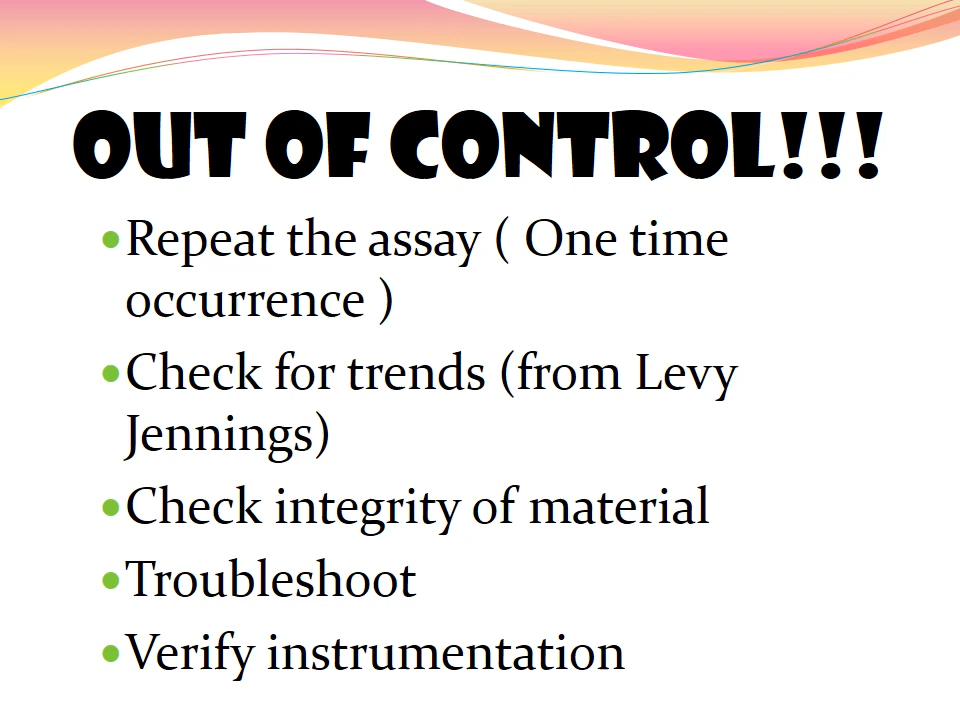 OUT OF CONTROL!!!
•Repeat the assay ( One time
occurrence )
•Check for trends (from Levy
Jennings)
•Check integrity of material
•Troubleshoot
•Verify instrumentation